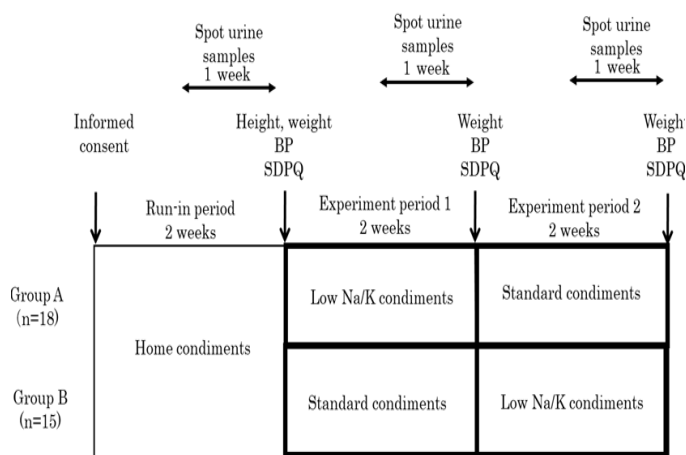 Spot urine
samples
1 week
Spot urine
samples
1 week
Spot urine
samples
1 week
Informed
consent
Height, weight
BP
SDPQ
Weight
BP
SDPQ
Weight
BP
SDPQ
Run-in period
2 weeks
Experiment period 1
2 weeks
Experiment period 2
2 weeks
Group A
(n=18)
Home condiments
Low Na/K condiments
Standard condiments
Group B
(n=15)
Standard condiments
Low Na/K condiments